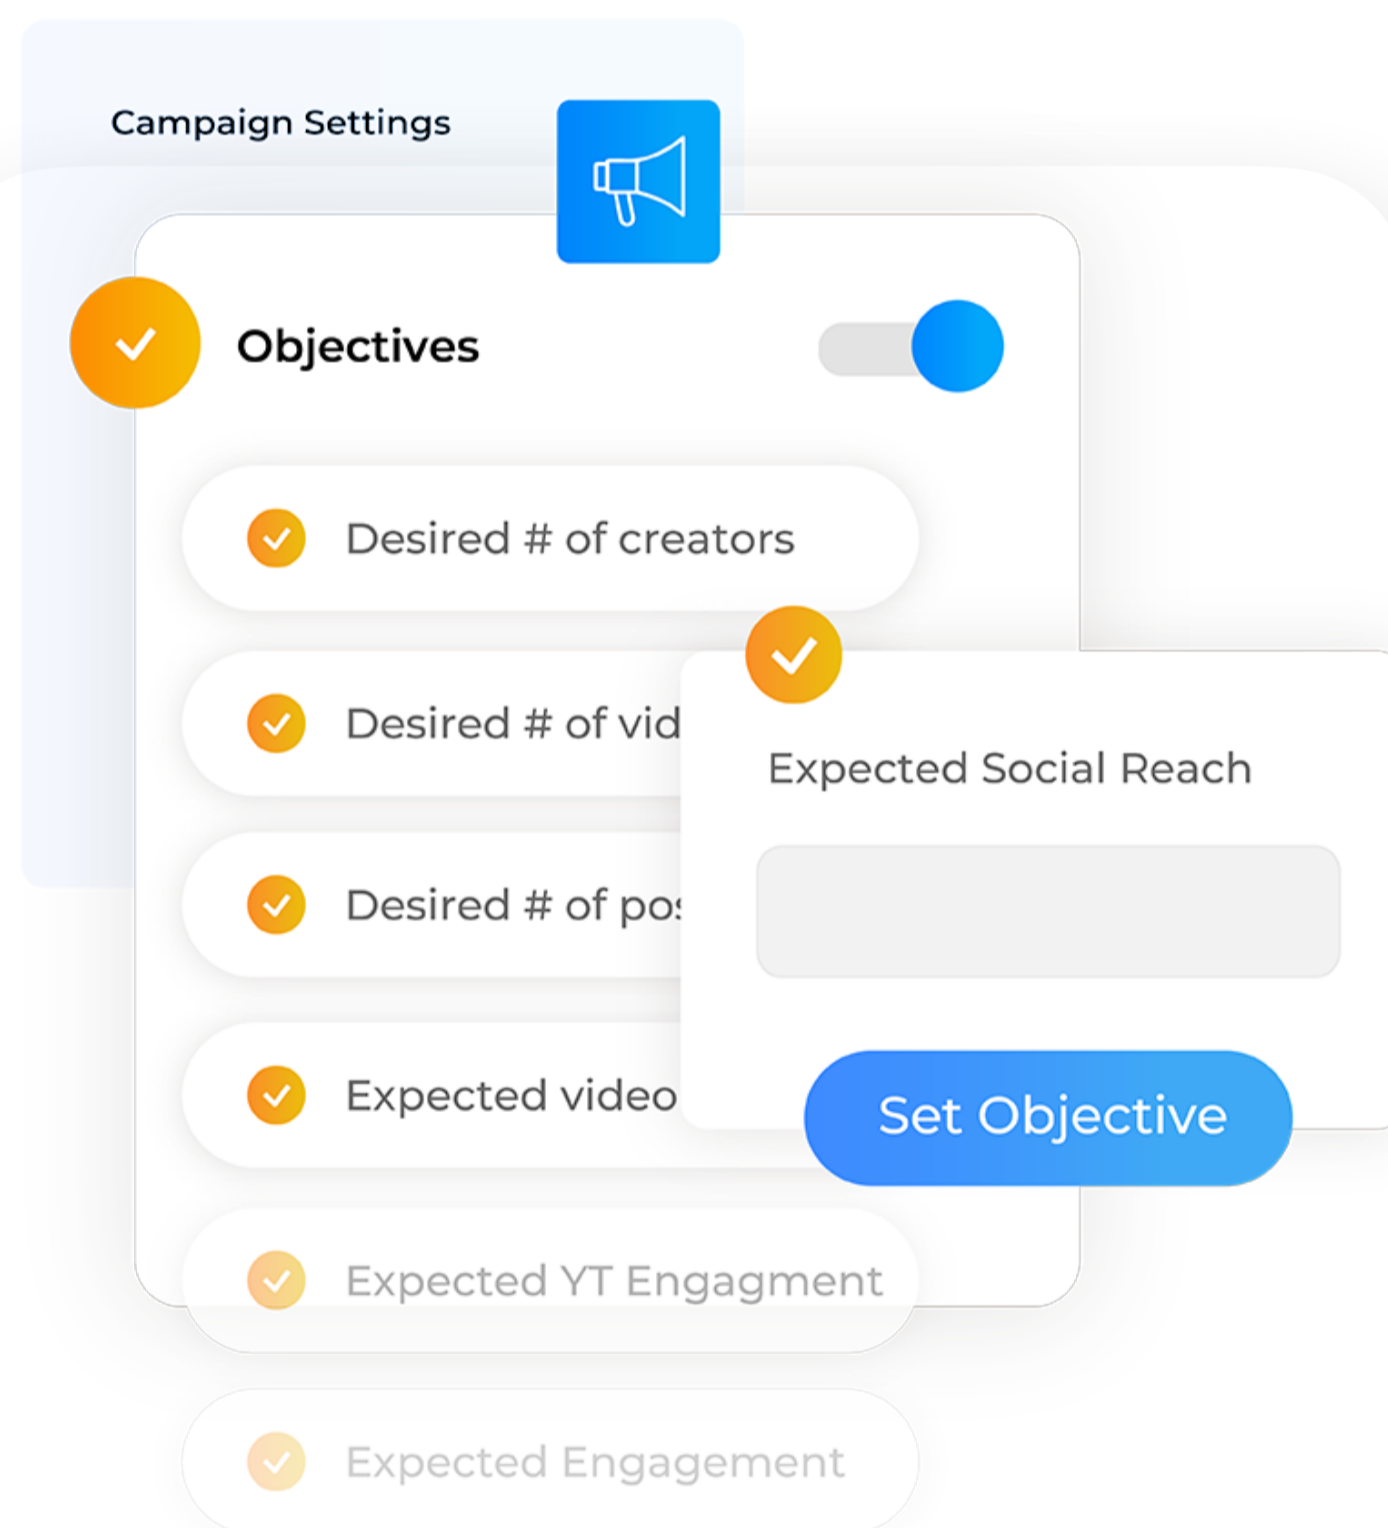 Campaign Settings
Objectives
Desired # of creators
Desired # of vid
Desired # of pos
Expected video
Expected Social Reach
Set Objective
Expected YT Engagment
Expected Engagement